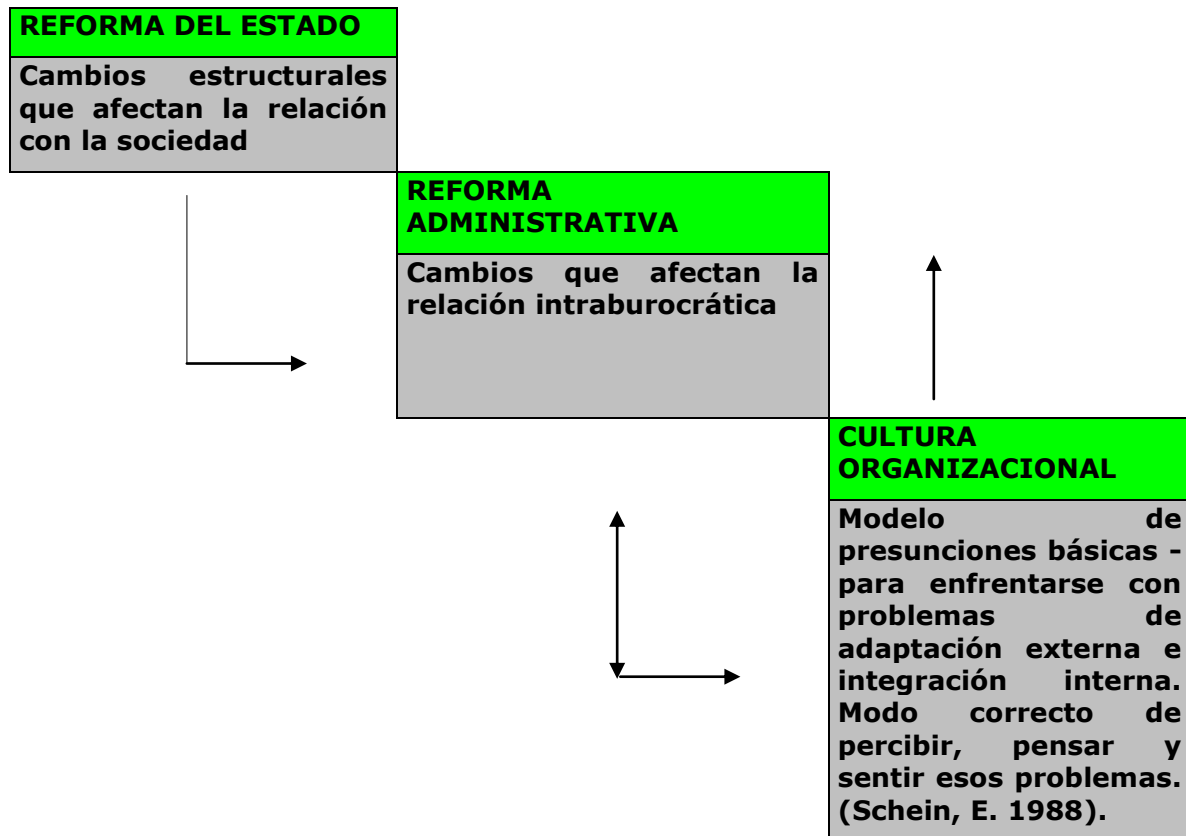 REFORMA DEL ESTADO
Cambios estructurales
que afectan la relación
con la sociedad
REFORMA
ADMINISTRATIVA
Cambios que afectan la
relación intraburocrática
CULTURA
ORGANIZACIONAL
Modelo de
presunciones básicas -
para enfrentarse con
problemas de
adaptación externa e
integración interna.
Modo correcto de
percibir, pensar y
sentir esos problemas.
(Schein, E. 1988).